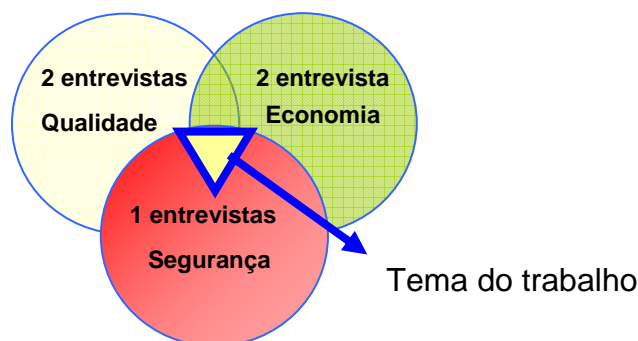 2 entrevistas
Qualidade
2 entrevista
Economia
1 entrevistas
Segurança
Tema do trabalho